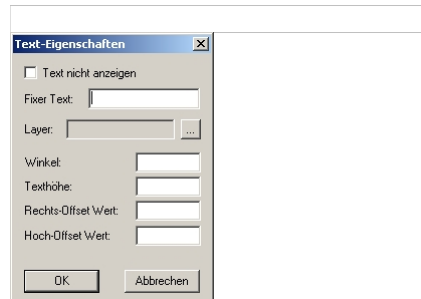 Text-Eigenschaften
Text nicht anzeigen
Fixer Text:
Layer:
...
Winkel:
Texthöhe:
Rechts-Offset Wert:
Hoch-Offset Wert:
OK Abbrechen